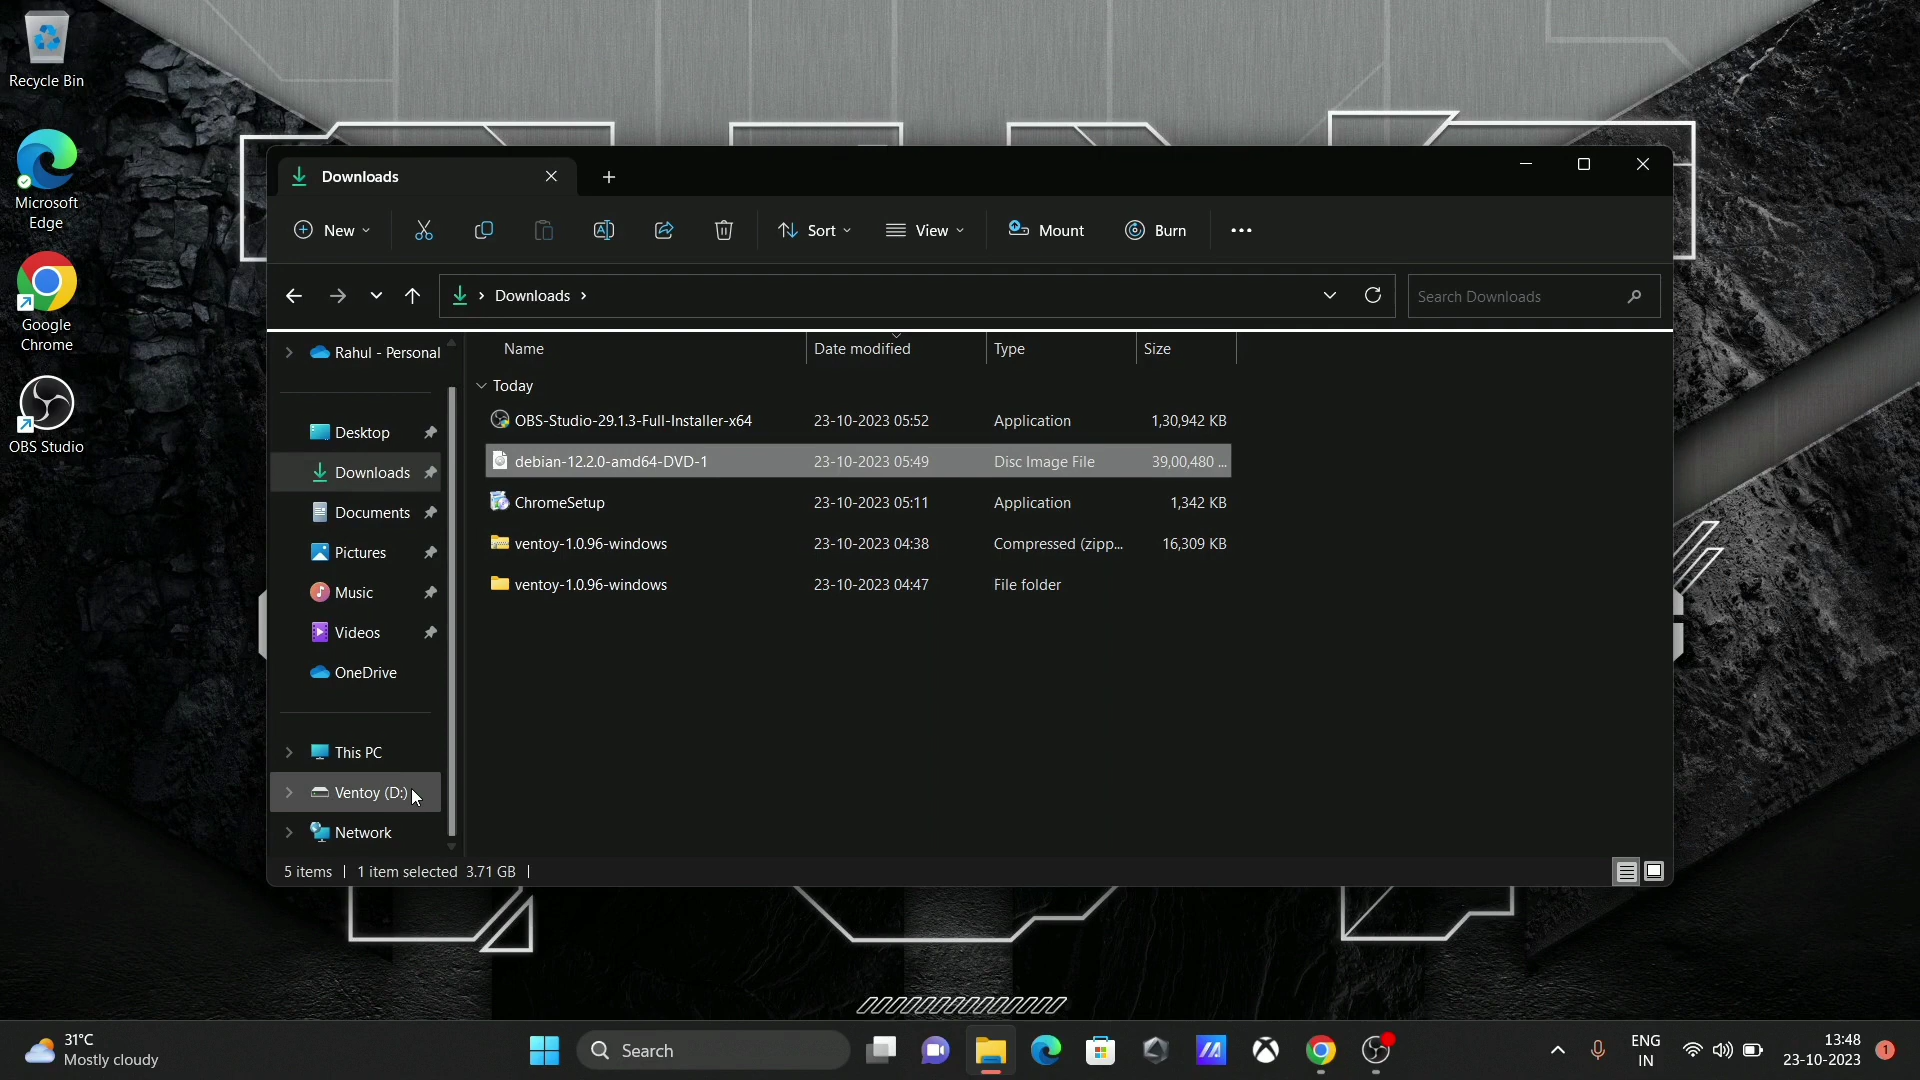 Recycle Bin
Microsoft
Edge
Google
Chrome
OBS Studio
Downloads
New
Sort
View
Mount
Burn
Downloads
Search Downloads
Rahul - Personal
Desktop
Downloads
Documents
Pictures
Music
Videos
OneDrive
This PC
Ventoy (D:)
Network
Name Date modified Type Size
Today
OBS-Studio-29.1.3-Full-Installer-x64 23-10-2023 05:52 Application 1,30,942 KB
debian-12.2.0-amd64-DVD-1 23-10-2023 05:49 Disc Image File 39,00,480 ...
ChromeSetup 23-10-2023 05:11 Application 1,342 KB
ventoy-1.0.96-windows 23-10-2023 04:38 Compressed (zipp... 16,309 KB
ventoy-1.0.96-windows 23-10-2023 04:47 File folder
5 items 1 item selected 3.71 GB
31°C
Mostly cloudy
Search
ENG
IN
13:48
23-10-2023
1